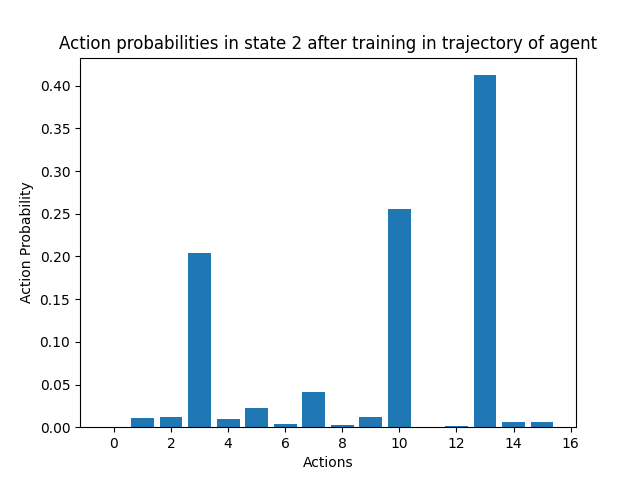 Action probabilities in state 2 after training in trajectory of agent
0.40
0.35
0.30
0.25
0.20
0.15
0.10
0.05
0.00
Action Probability
0 2 4 6 8 10 12 14 16
Actions